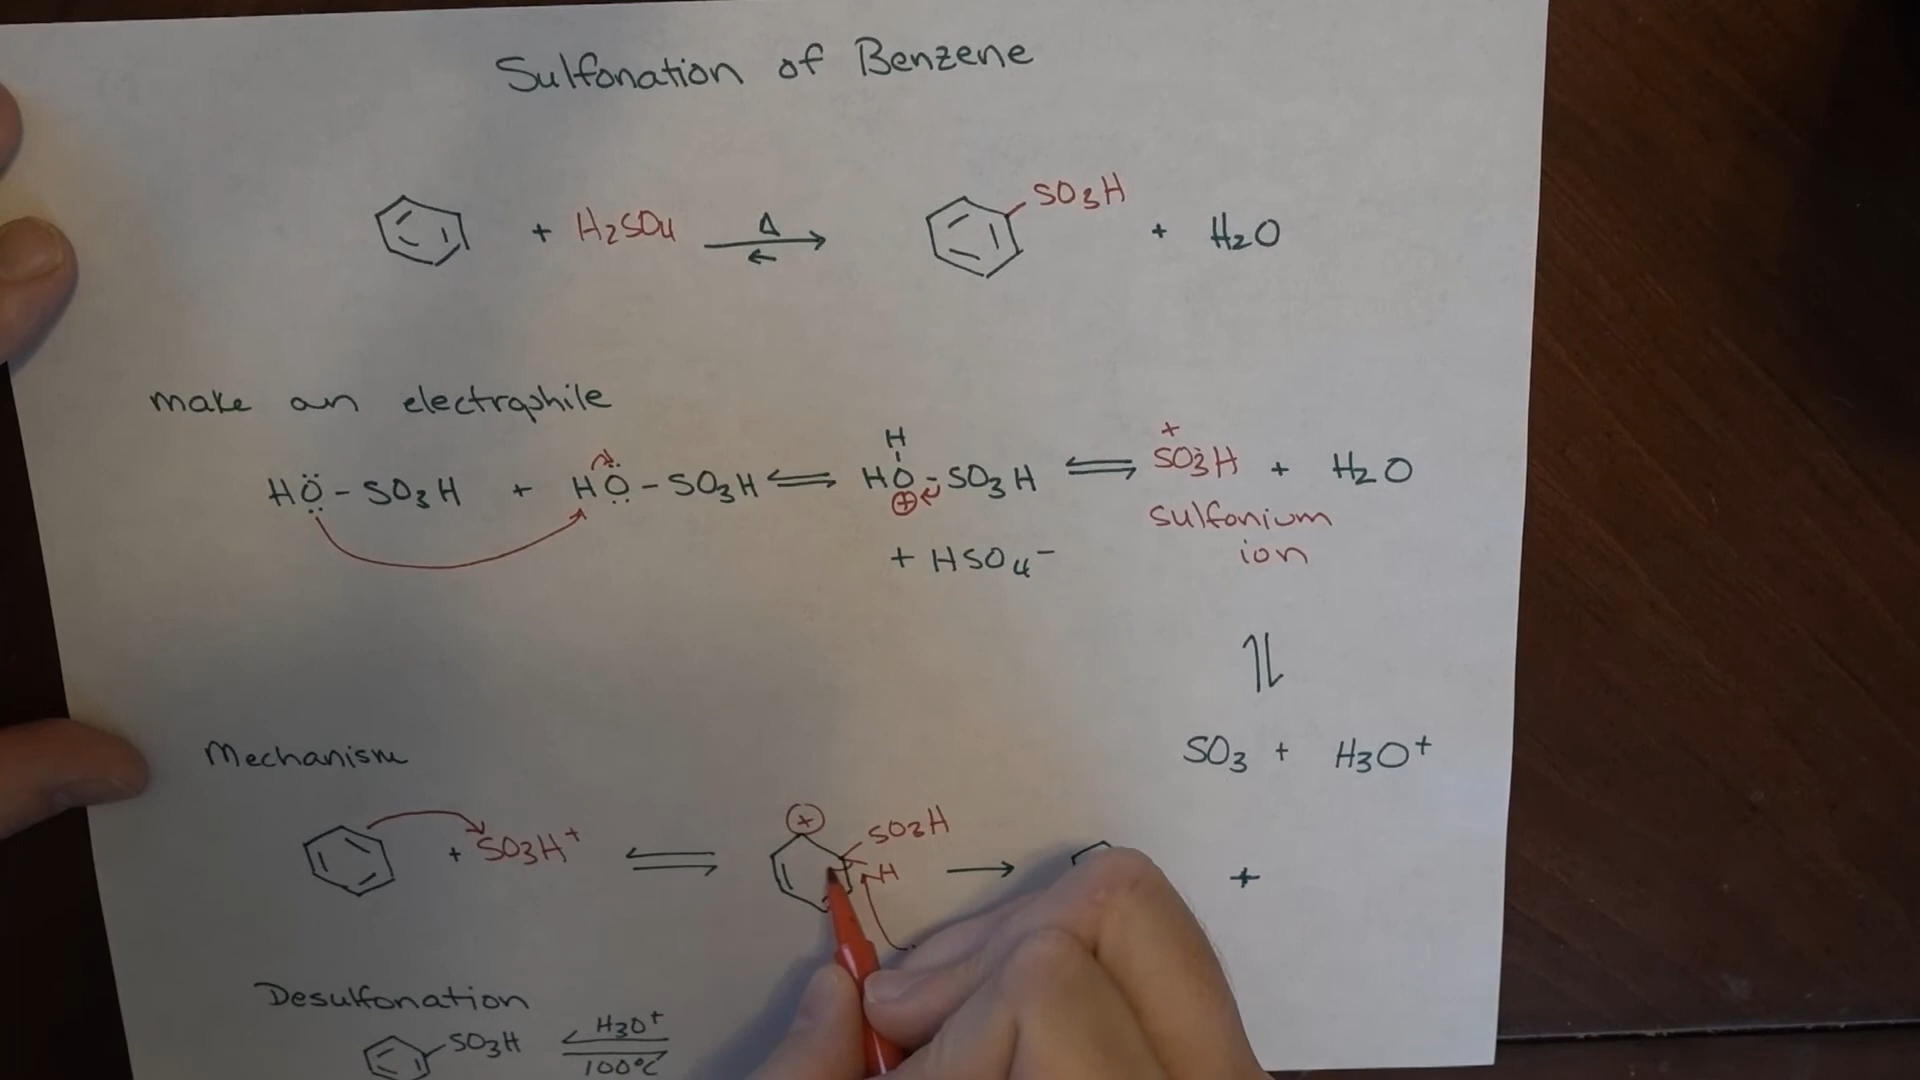 Sulfonation of Benzene
+ H2SO4 Δ SO3H + H2O
make an electrophile
HÖ - SO3H + HÖ - SO3H ⇌ H HO - SO3H ⇌ +SO3H + H2O
⊕ sulfonium
+ HSO4⁻ ion
⇌
SO3 + H3O+
Mechanism
+ SO3H+ ⇌ ⊕ SO3H H → +
Desulfonation
SO3H H3O+
100°C